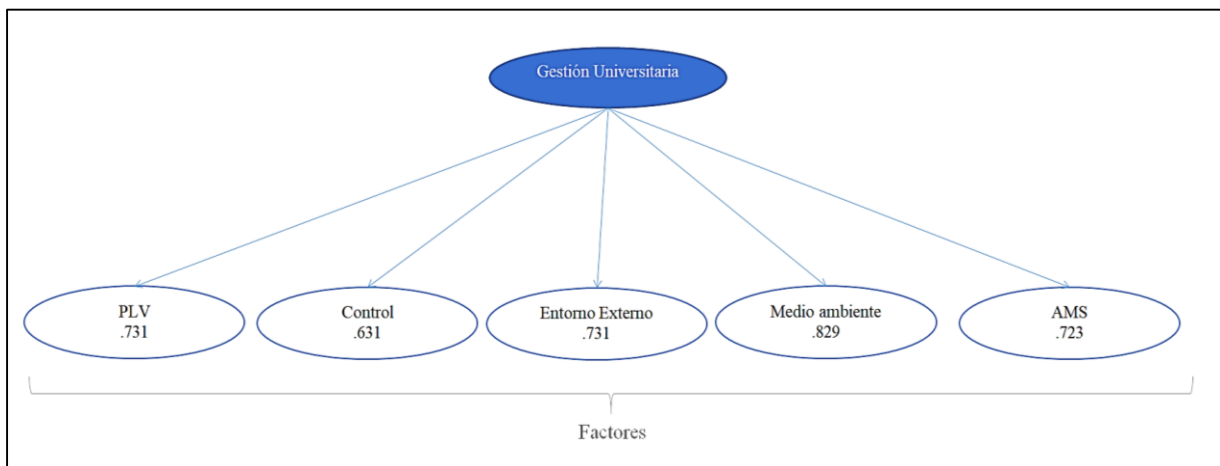 Gestión Universitaria
PLV
.731
Control
.631
Entorno Externo
.731
Medio ambiente
.829
AMS
.723
Factores